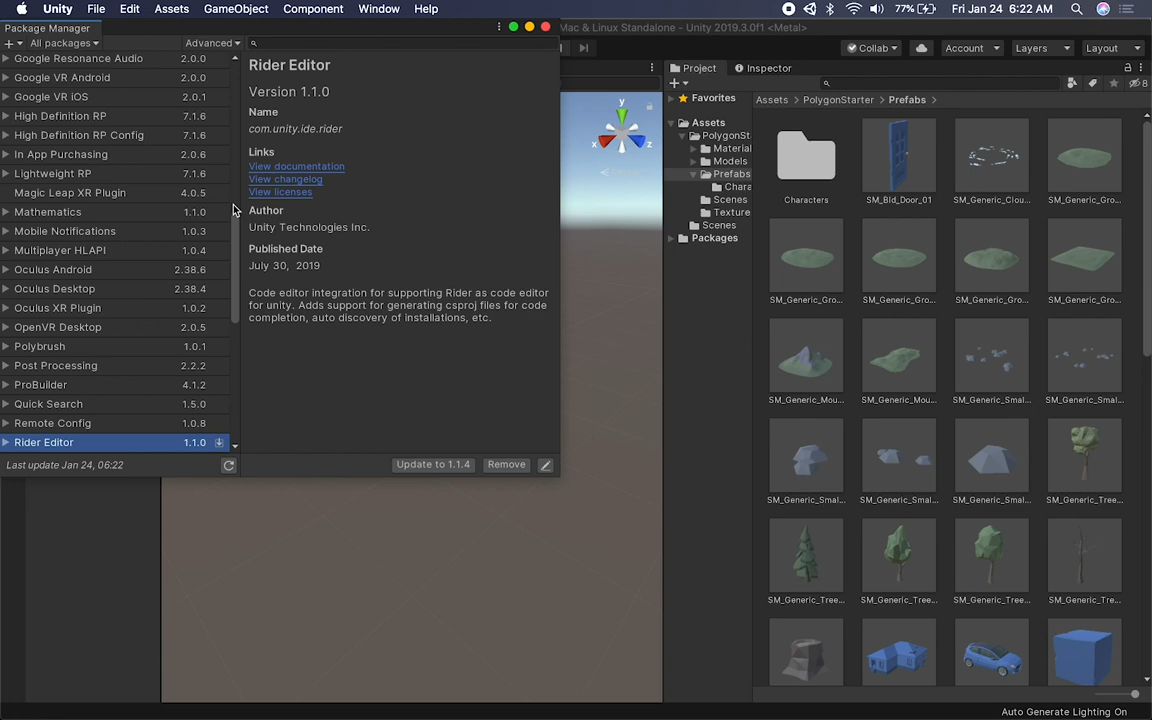 Unity File Edit Assets GameObject Component Window Help 77% Fri Jan 24 6:22 AM
Package Manager
Mac & Linux Standalone - Unity 2019.3.0f1 <Metal>
All packages
Advanced
Collab
Account
Layers
Layout
Google Resonance Audio 2.0.0
Google VR Android 2.0.0
Google VR iOS 2.0.1
High Definition RP 7.1.6
High Definition RP Config 7.1.6
In App Purchasing 2.0.6
Lightweight RP 7.1.6
Magic Leap XR Plugin 4.0.5
Mathematics 1.1.0
Mobile Notifications 1.0.3
Multiplayer HLAPI 1.0.4
Oculus Android 2.38.6
Oculus Desktop 2.38.4
Oculus XR Plugin 1.0.2
OpenVR Desktop 2.0.5
Polybrush 1.0.1
Post Processing 2.2.2
ProBuilder 4.1.2
Quick Search 1.5.0
Remote Config 1.0.8
Rider Editor 1.1.0
Last update Jan 24, 06:22
Rider Editor
Version 1.1.0
Name
com.unity.ide.rider
Links
View documentation
View changelog
View licenses
Author
Unity Technologies Inc.
Published Date
July 30, 2019
Code editor integration for supporting Rider as code editor
for unity. Adds support for generating csproj files for code
completion, auto discovery of installations, etc.
Update to 1.1.4
Remove
y
x
z
Project
Inspector
8
Favorites
Assets
PolygonSta
Material
Models
Prefabs
Chara
Scenes
Texture
Scenes
Packages
Assets > PolygonStarter > Prefabs >
Characters SM_Bld_Door_01 SM_Generic_Clou... SM_Generic_Gro...
SM_Generic_Gro... SM_Generic_Gro... SM_Generic_Gro... SM_Generic_Gro...
SM_Generic_Mou... SM_Generic_Mou... SM_Generic_Smal... SM_Generic_Smal...
SM_Generic_Smal... SM_Generic_Smal... SM_Generic_Smal... SM_Generic_Tree...
SM_Generic_Tree... SM_Generic_Tree... SM_Generic_Tree... SM_Generic_Tre...
Auto Generate Lighting On